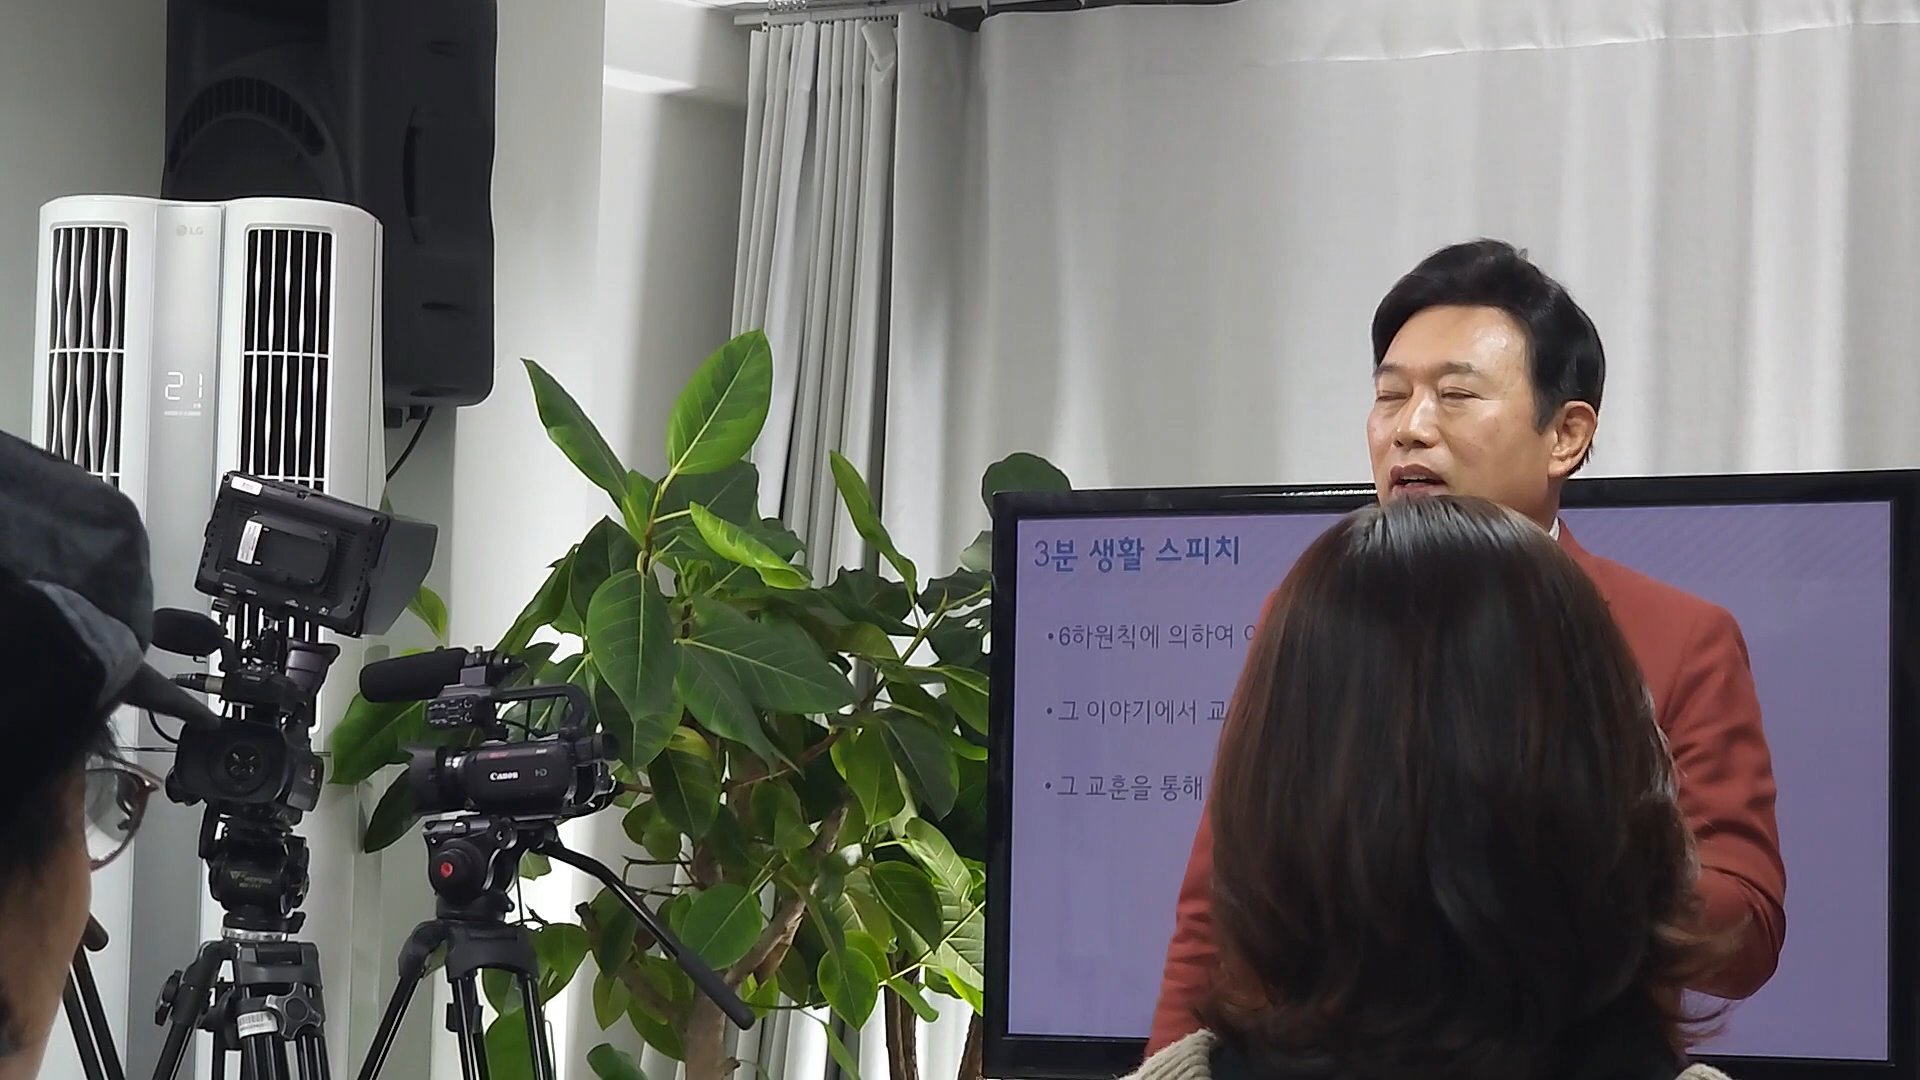 LG
21
Canon
HD
3분 생활 스피치
•6하원칙에 의하여
•그 이야기에서
•그 교훈을 통해